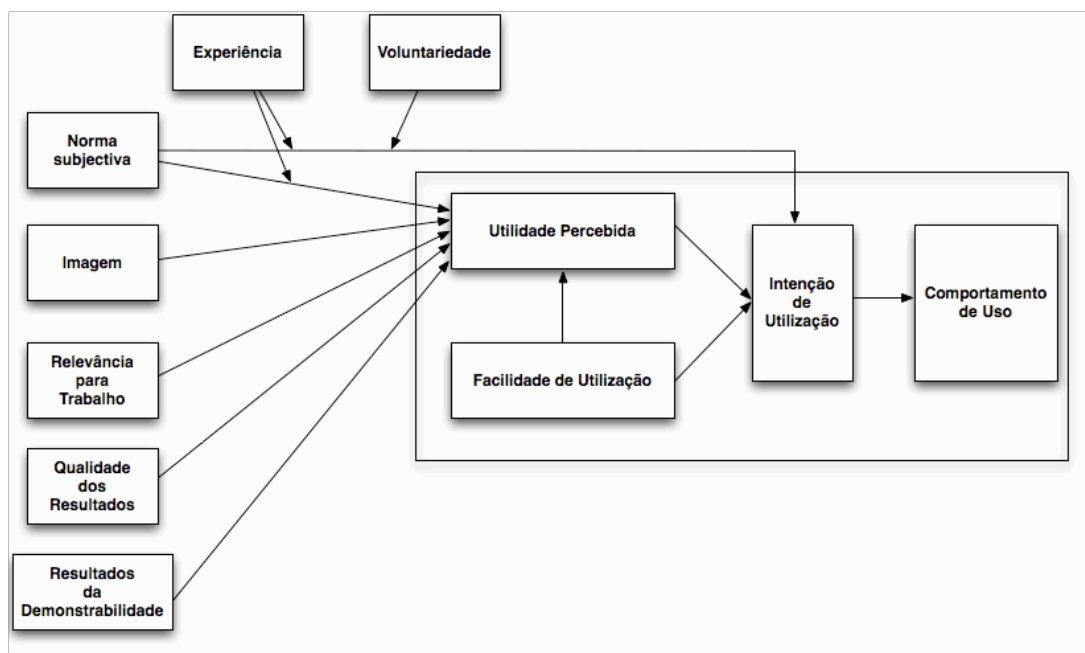 Experiência
Voluntariedade
Norma
subjectiva
Utilidade Percebida
Imagem
Intenção
de
Utilização
Comportamento
de Uso
Relevância
para
Trabalho
Facilidade de Utilização
Qualidade
dos
Resultados
Resultados
da
Demonstrabilidade